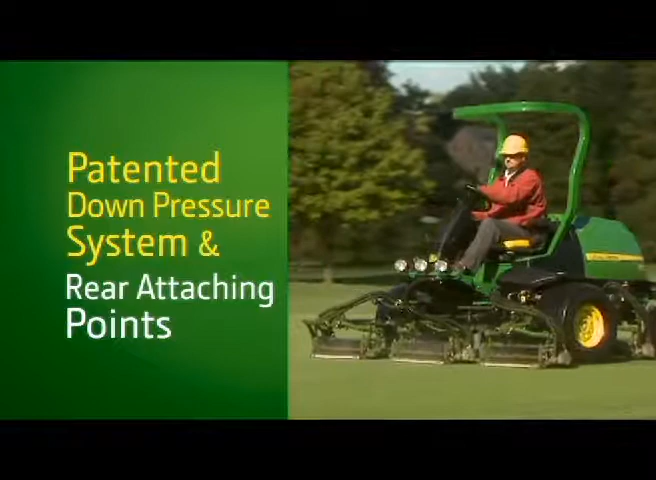 Patented
Down Pressure
System &
Rear Attaching
Points